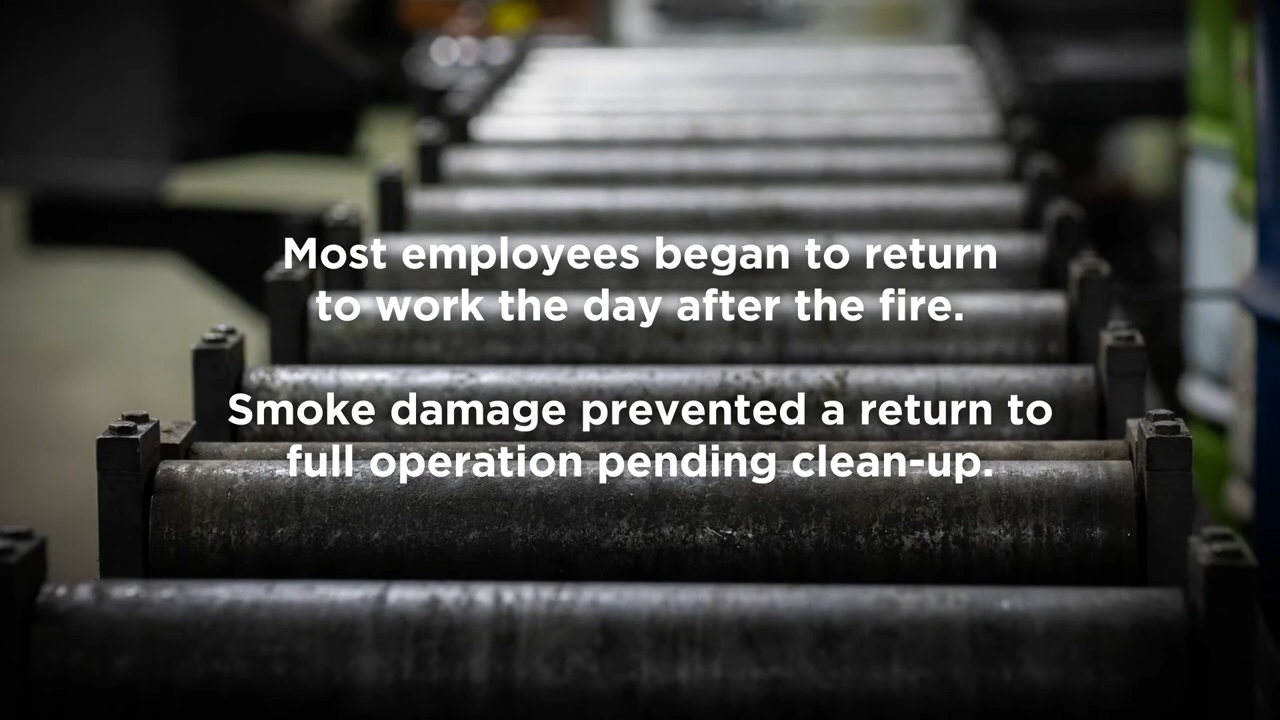 Most employees began to return
to work the day after the fire.
Smoke damage prevented a return to
full operation pending clean-up.